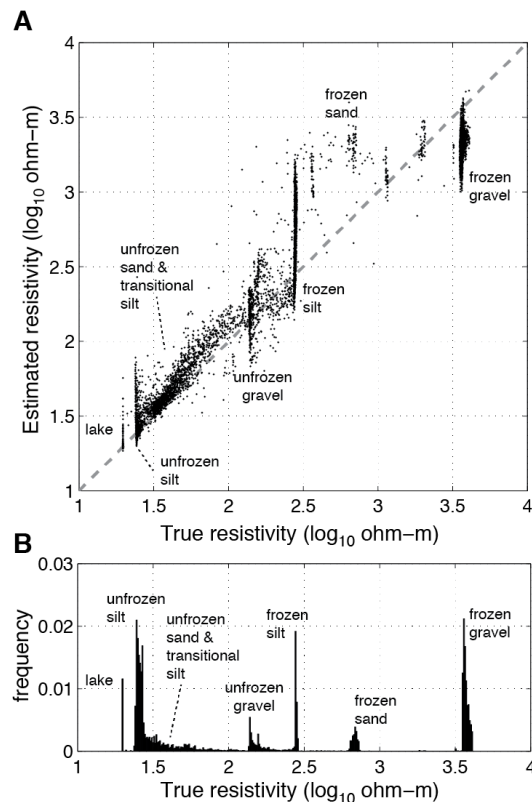 A
4
3.5
3
2.5
2
1.5
1
Estimated resistivity (log10 ohm−m)
frozen
sand
frozen
gravel
unfrozen
sand &
transitional
silt
frozen
silt
unfrozen
gravel
lake
unfrozen
silt
1 1.5 2 2.5 3 3.5 4
True resistivity (log10 ohm−m)
B
0.03
0.02
0.01
0
frequency
unfrozen
silt
unfrozen
sand &
transitional
silt
lake
unfrozen
gravel
frozen
silt
frozen
sand
frozen
gravel
1 1.5 2 2.5 3 3.5 4
True resistivity (log10 ohm−m)